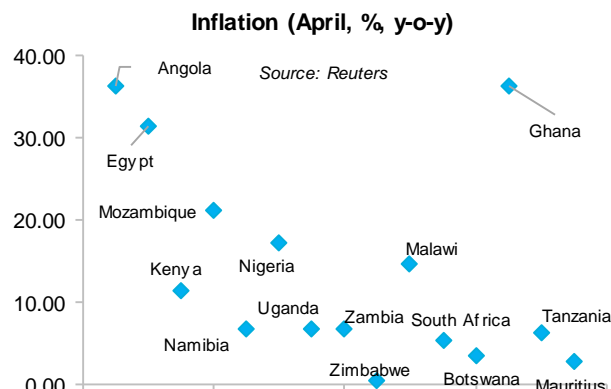 Inflation (April, %, y-o-y)
40.00
Angola
Source: Reuters
Ghana
30.00
Egypt
20.00
Mozambique
Malawi
Kenya
Nigeria
10.00
Uganda
Zambia
South Africa
Tanzania
Namibia
Zimbabwe
Botswana
Mauritius
0.00